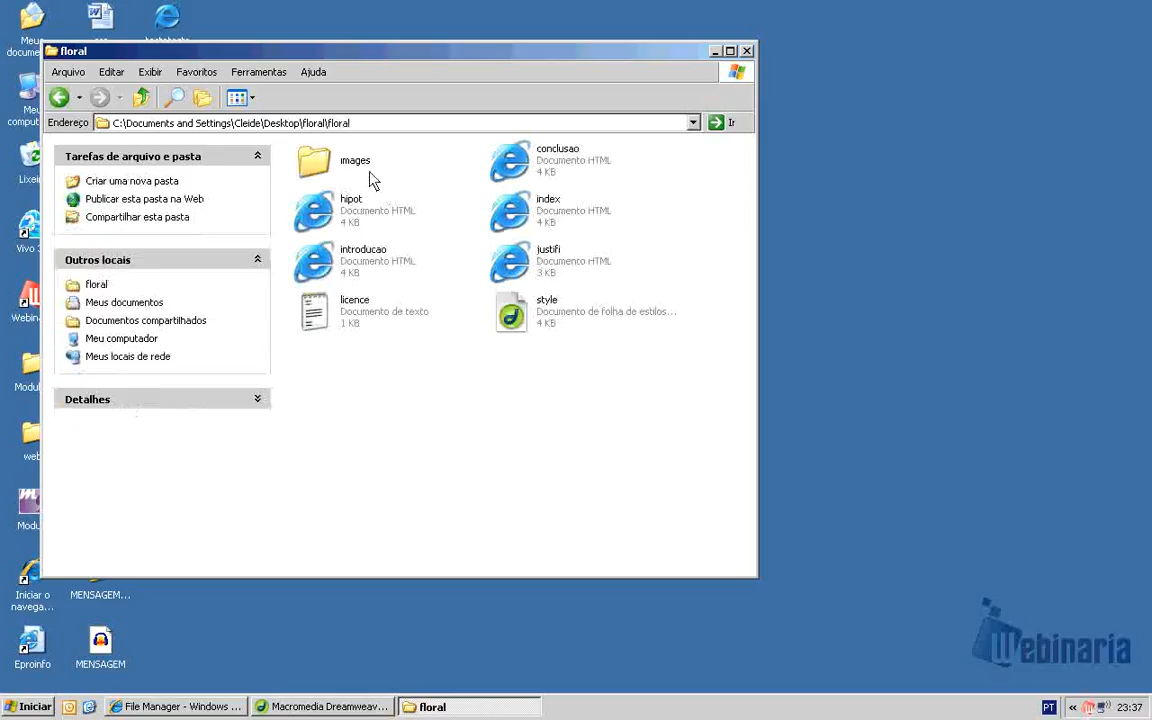 Meus
docume...
floral
Arquivo Editar Exibir Favoritos Ferramentas Ajuda
Endereço C:\Documents and Settings\Cleide\Desktop\floral\floral Ir
Tarefas de arquivo e pasta
Criar uma nova pasta
Publicar esta pasta na Web
Compartilhar esta pasta
Outros locais
floral
Meus documentos
Documentos compartilhados
Meu computador
Meus locais de rede
Detalhes
images
conclusao
Documento HTML
4 KB
hipot
Documento HTML
4 KB
index
Documento HTML
4 KB
introducao
Documento HTML
4 KB
justifi
Documento HTML
3 KB
licence
Documento de texto
1 KB
style
Documento de folha de estilos...
4 KB
Iniciar o
navega...
MENSAGEM...
Eproinfo
MENSAGEM
Webinaria
Iniciar File Manager - Windows ... Macromedia Dreamweav... floral PT « 23:37